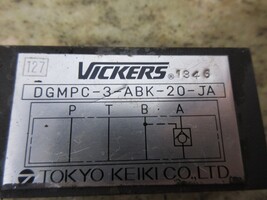 127
VICKERS® 1346
DGMPC-3-ABK-20-JA
P T B A
TOKYO KEIKI CO.,LTD.